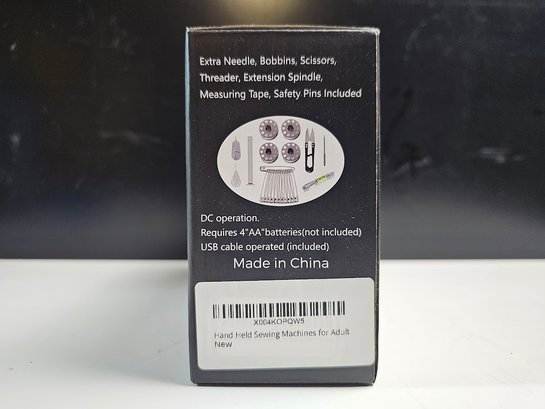 Extra Needle, Bobbins, Scissors,
Threader, Extension Spindle,
Measuring Tape, Safety Pins Included
DC operation.
Requires 4"AA"batteries(not included)
USB cable operated (included)
Made in China
X004KOPQW5
Hand Held Sewing Machines for Adult
New